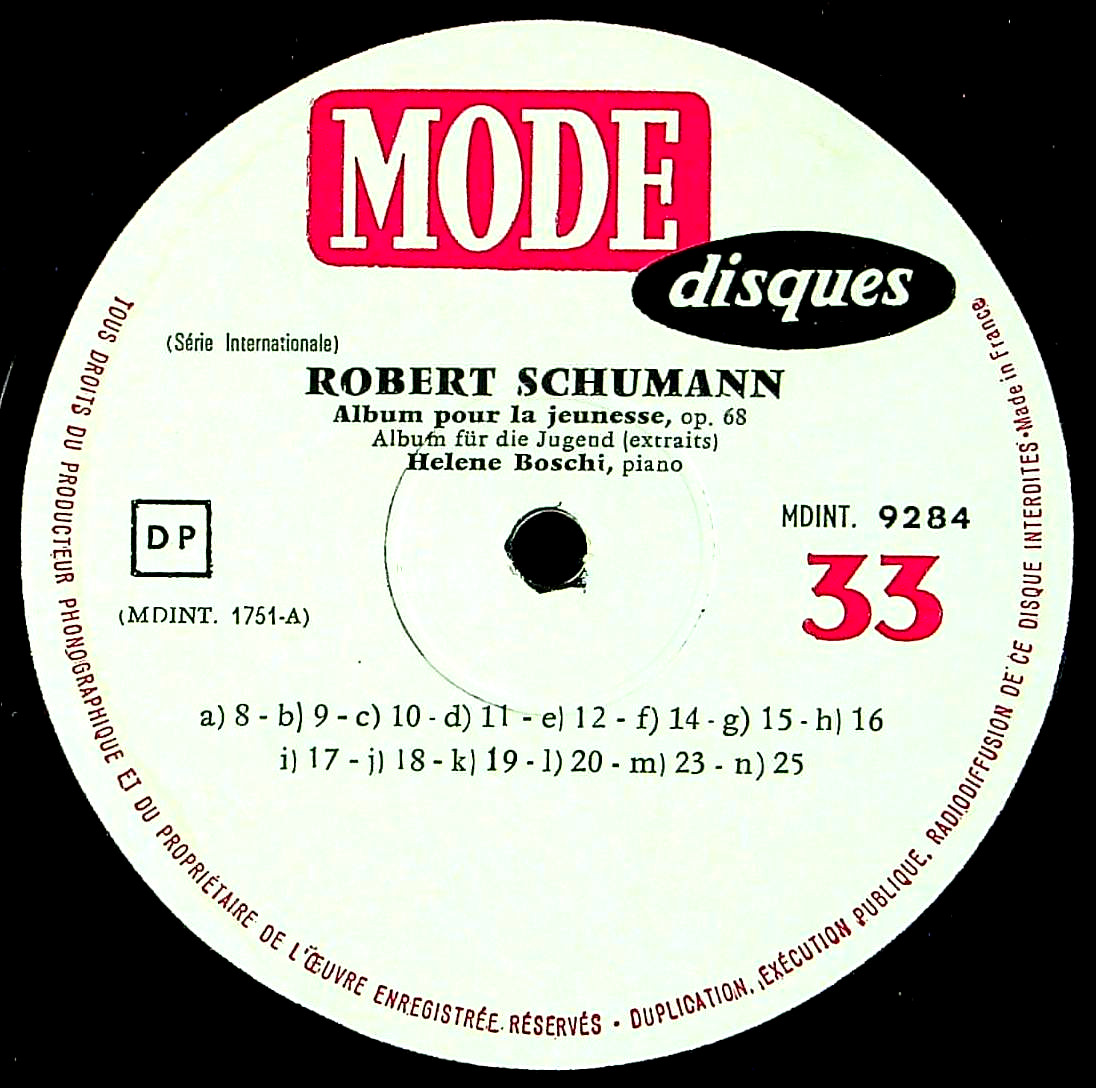 MODE
disques
(Série Internationale)
ROBERT SCHUMANN
Album pour la jeunesse, op. 68
Album für die Jugend (extraits)
Helene Boschi, piano
DP
MDINT. 9284
33
(MDINT. 1751-A)
a) 8 - b) 9 - c) 10 - d) 11 - e) 12 - f) 14 - g) 15 - h) 16
i) 17 - j) 18 - k) 19 - l) 20 - m) 23 - n) 25
TOUS DROITS DU PRODUCTEUR PHONOGRAPHIQUE ET DU PROPRIÉTAIRE DE L'ŒUVRE ENREGISTRÉE RÉSERVÉS • DUPLICATION, EXÉCUTION PUBLIQUE, RADIODIFFUSION DE CE DISQUE INTERDITES • Made in France